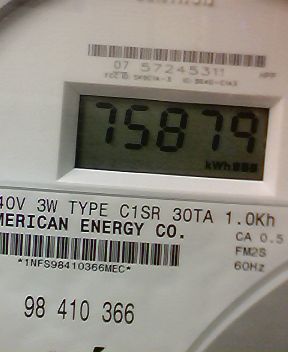 07 57245311
75879
kWh
40V 3W TYPE C1SR 30TA 1.0Kh
MERICAN ENERGY CO.
CA 0.5
FM2S
*1NFS98410366MEC*
60Hz
98 410 366